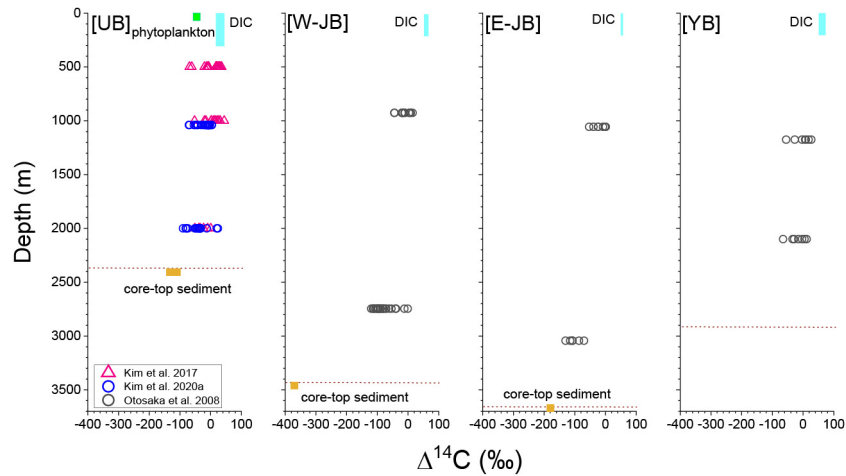 [UB] DIC [W-JB] DIC [E-JB] DIC [YB] DIC
phytoplankton
0
500
1000
1500
2000
2500
3000
3500
Depth (m)
core-top sediment
core-top sediment
core-top sediment
Kim et al. 2017
Kim et al. 2020a
Otosaka et al. 2008
-400 -300 -200 -100 0 100 -400 -300 -200 -100 0 100 -400 -300 -200 -100 0 100 -400 -300 -200 -100 0 100
Δ¹⁴C (‰)